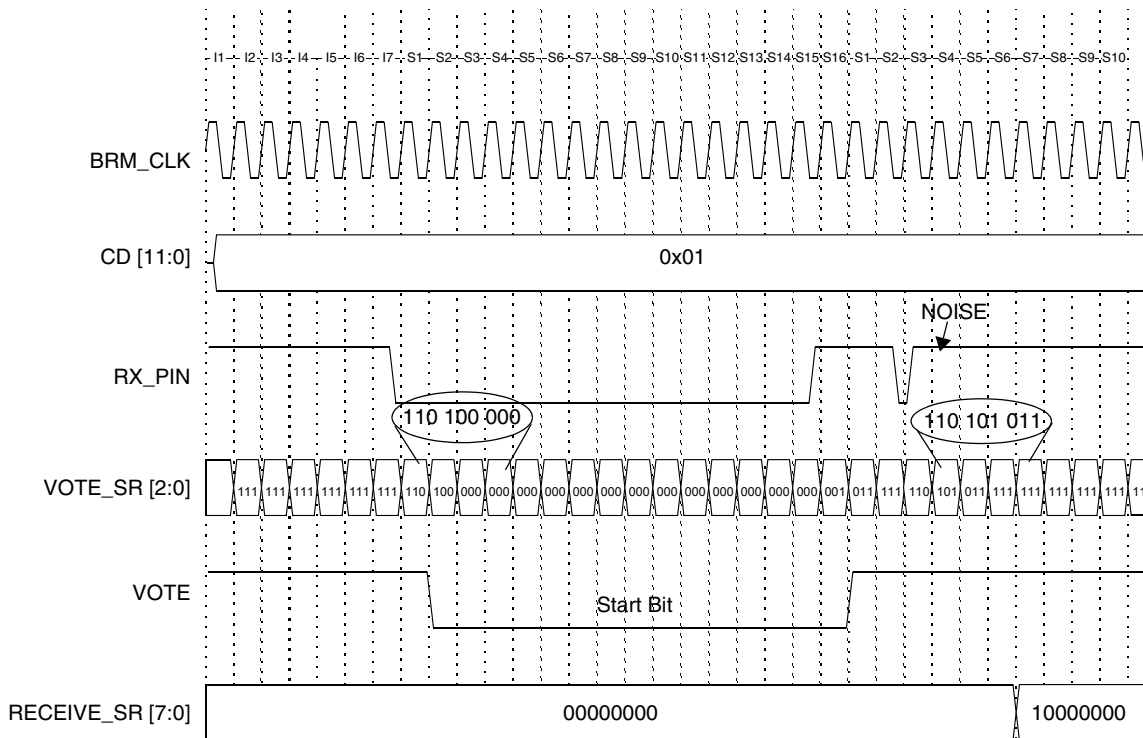 I1 I2 I3 I4 I5 I6 I7 S1 S2 S3 S4 S5 S6 S7 S8 S9 S10 S11 S12 S13 S14 S15 S16 S1 S2 S3 S4 S5 S6 S7 S8 S9 S10
BRM_CLK
CD [11:0] 0x01
NOISE
RX_PIN
110 100 000 110 101 011
VOTE_SR [2:0] 111 111 111 111 111 111 110 100 000 000 000 000 000 000 000 000 000 000 000 000 000 001 011 111 110 101 011 111 111 111 111 111 11
VOTE
Start Bit
RECEIVE_SR [7:0] 00000000 10000000